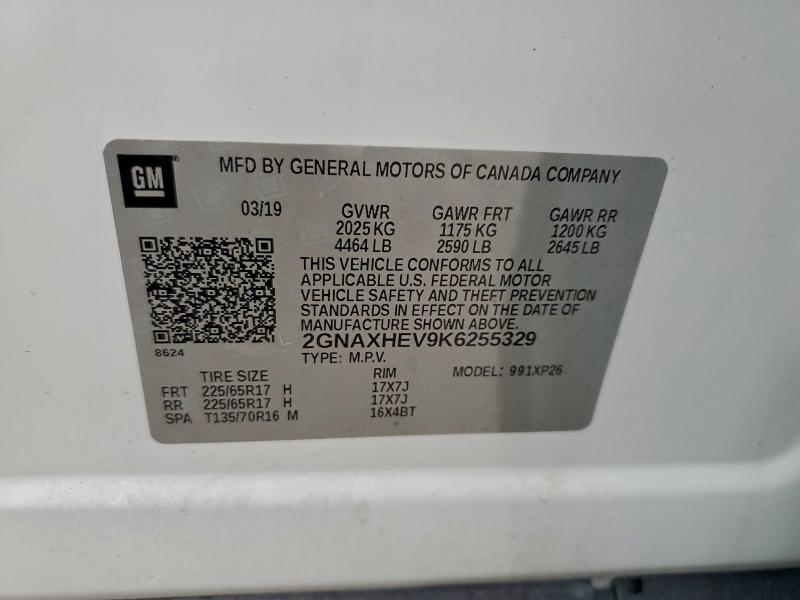 GM ® MFD BY GENERAL MOTORS OF CANADA COMPANY
03/19 GVWR GAWR FRT GAWR RR
2025 KG 1175 KG 1200 KG
4464 LB 2590 LB 2645 LB
THIS VEHICLE CONFORMS TO ALL
APPLICABLE U.S. FEDERAL MOTOR
VEHICLE SAFETY AND THEFT PREVENTION
STANDARDS IN EFFECT ON THE DATE OF
MANUFACTURE SHOWN ABOVE.
8624 2GNAXHEV9K6255329
TYPE: M.P.V.
TIRE SIZE RIM MODEL: 991XP26
FRT 225/65R17 H 17X7J
RR 225/65R17 H 17X7J
SPA T135/70R16 M 16X4BT